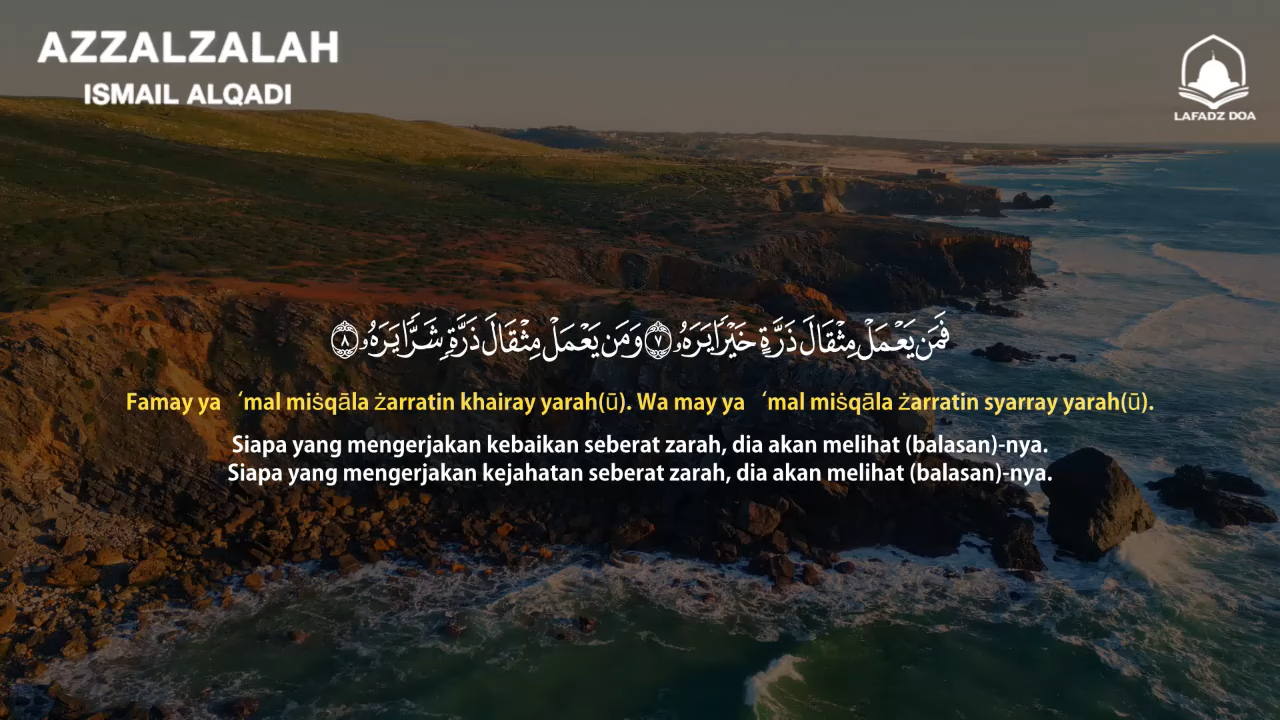 AZZALZALAH
ISMAIL ALQADI
LAFADZ DOA
فَمَن يَعْمَلْ مِثْقَالَ ذَرَّةٍ خَيْرًا يَرَهُۥ ٧ وَمَن يَعْمَلْ مِثْقَالَ ذَرَّةٍ شَرًّا يَرَهُۥ ٨
Famay ya‘mal miṡqāla żarratin khairay yarah(ū). Wa may ya‘mal miṡqāla żarratin syarray yarah(ū).
Siapa yang mengerjakan kebaikan seberat zarah, dia akan melihat (balasan)-nya.
Siapa yang mengerjakan kejahatan seberat zarah, dia akan melihat (balasan)-nya.